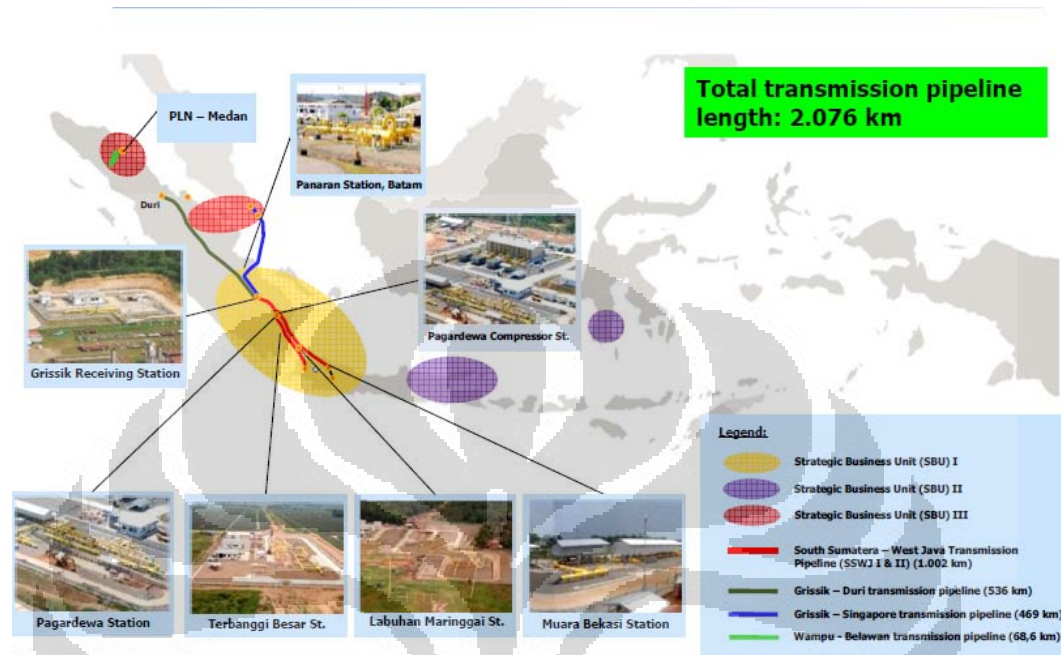 Total transmission pipeline
length: 2.076 km
PLN – Medan
Panaran Station, Batam
Duri
Pagardewa Compressor St.
Grissik Receiving Station
Legend:
Strategic Business Unit (SBU) I
Strategic Business Unit (SBU) II
Strategic Business Unit (SBU) III
South Sumatera – West Java Transmission
Pipeline (SSWJ I & II) (1.002 km)
Grissik – Duri transmission pipeline (536 km)
Grissik – Singapore transmission pipeline (469 km)
Wampu - Belawan transmission pipeline (68,6 km)
Pagardewa Station
Terbanggi Besar St.
Labuhan Maringgai St.
Muara Bekasi Station